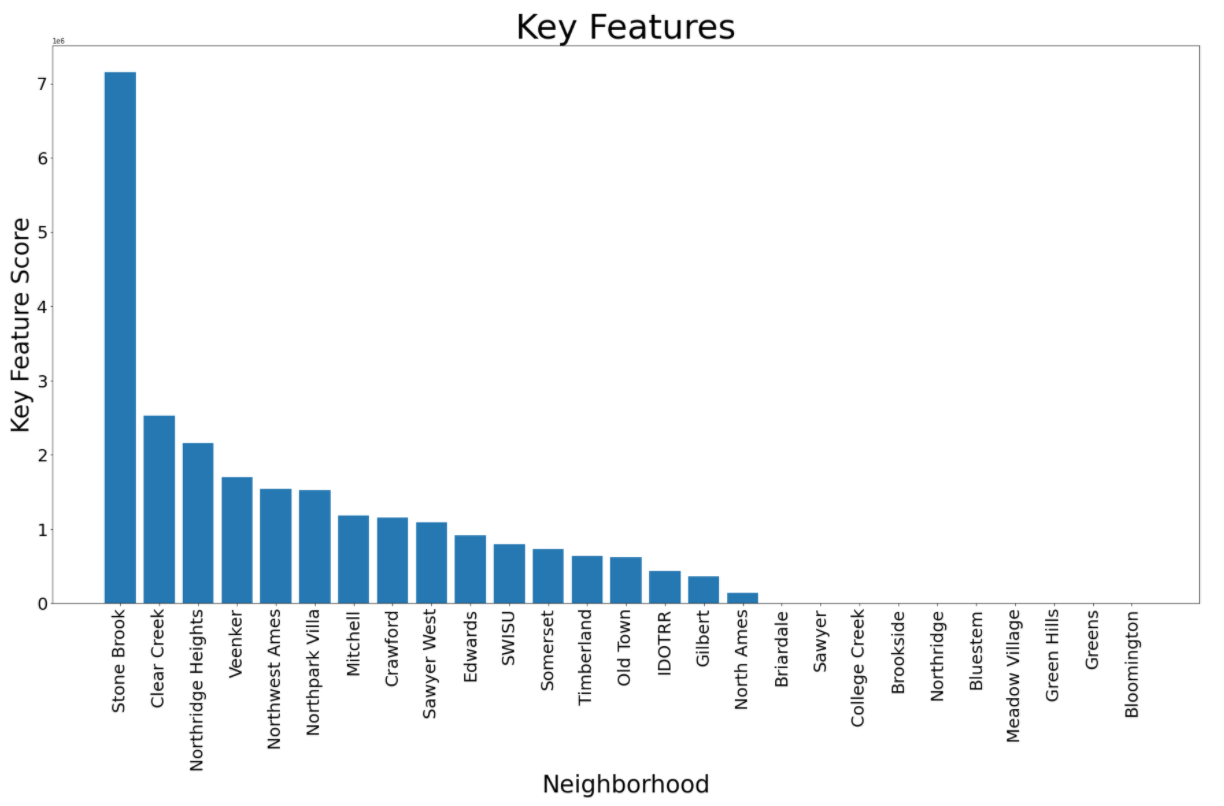 Key Features
1e6
7
6
5
4
3
2
1
0
Key Feature Score
Stone Brook
Clear Creek
Northridge Heights
Veenker
Northwest Ames
Northpark Villa
Mitchell
Crawford
Sawyer West
Edwards
SWISU
Somerset
Timberland
Old Town
IDOTRR
Gilbert
North Ames
Briardale
Sawyer
College Creek
Brookside
Northridge
Bluestem
Meadow Village
Green Hills
Greens
Bloomington
Neighborhood